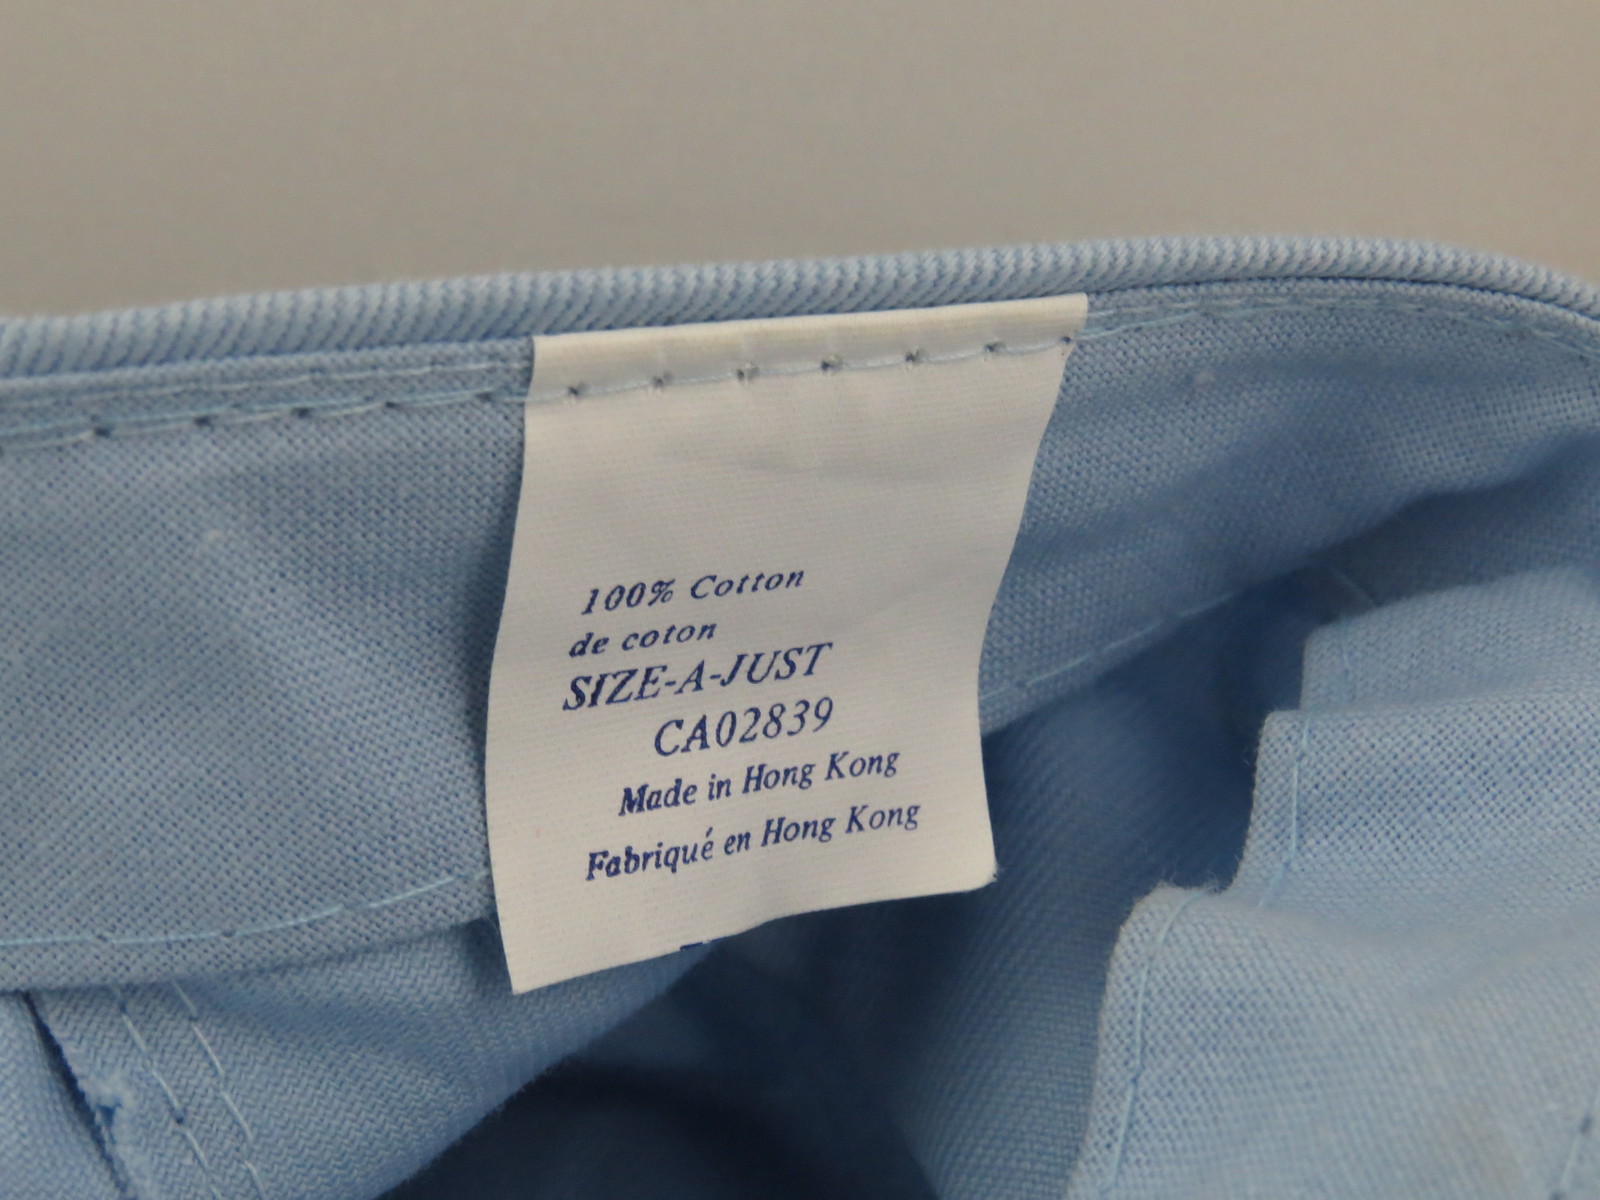 100% Cotton
de coton
SIZE-A-JUST
CA02839
Made in Hong Kong
Fabriqué en Hong Kong